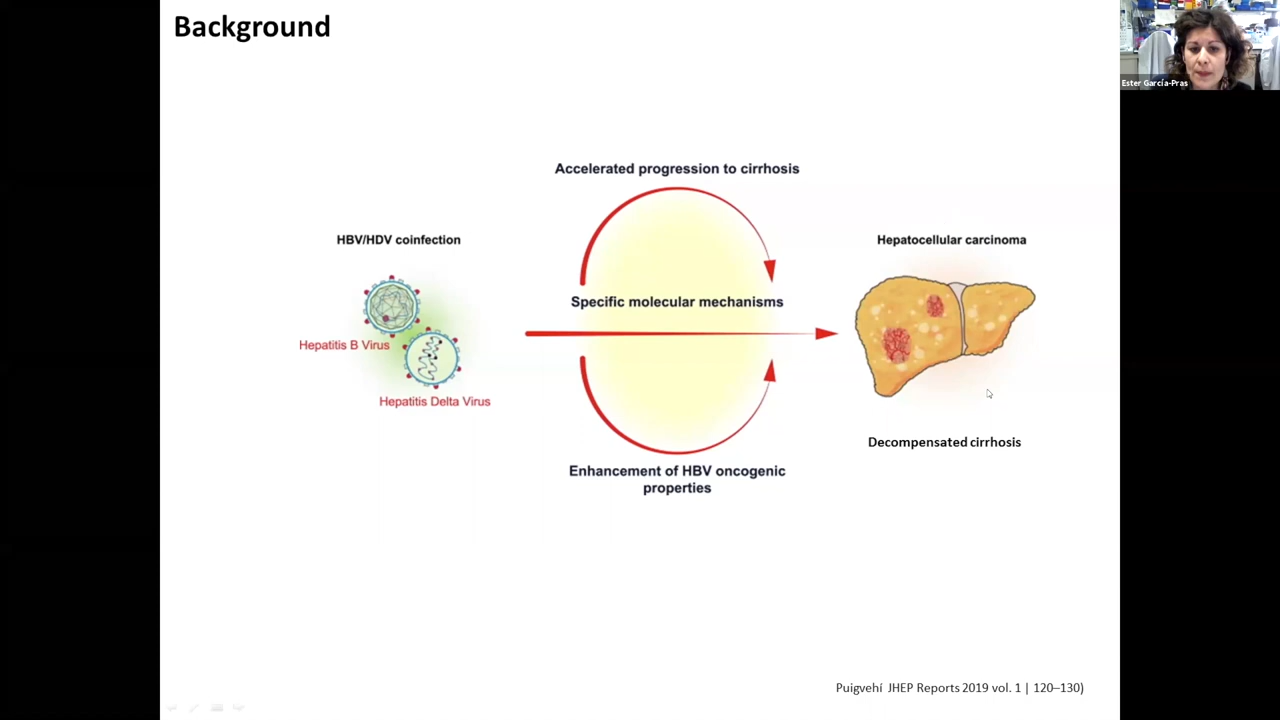 Background
Ester García-Pras
Accelerated progression to cirrhosis
HBV/HDV coinfection
Hepatocellular carcinoma
Specific molecular mechanisms
Hepatitis B Virus
Hepatitis Delta Virus
Decompensated cirrhosis
Enhancement of HBV oncogenic
properties
Puigvehí JHEP Reports 2019 vol. 1 | 120–130)